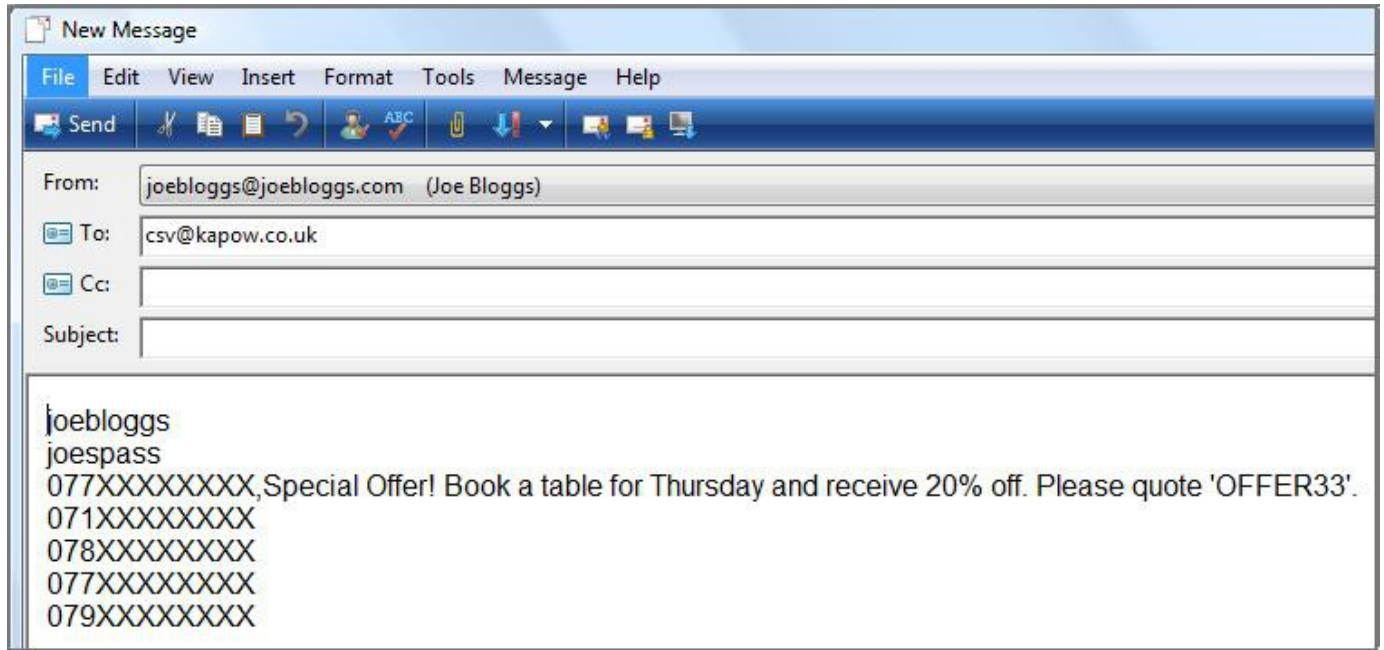 New Message
File Edit View Insert Format Tools Message Help
Send ABC
From: joebloggs@joebloggs.com (Joe Bloggs)
To: csv@kapow.co.uk
Cc:
Subject:
joebloggs
joespass
077XXXXXXXX,Special Offer! Book a table for Thursday and receive 20% off. Please quote 'OFFER33'.
071XXXXXXXX
078XXXXXXXX
077XXXXXXXX
079XXXXXXXX